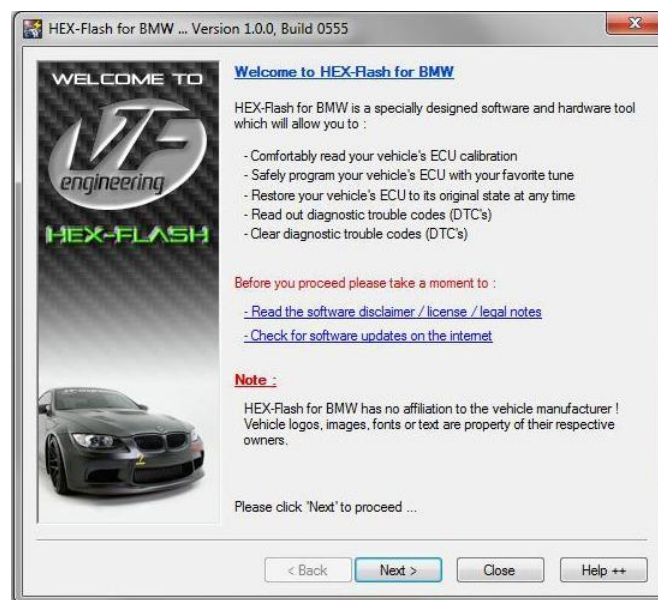 HEX-Flash for BMW ... Version 1.0.0, Build 0555
WELCOME TO
VTF
engineering
HEX-FLASH
Welcome to HEX-Flash for BMW
HEX-Flash for BMW is a specially designed software and hardware tool
which will allow you to :
- Comfortably read your vehicle's ECU calibration
- Safely program your vehicle's ECU with your favorite tune
- Restore your vehicle's ECU to its original state at any time
- Read out diagnostic trouble codes (DTC's)
- Clear diagnostic trouble codes (DTC's)
Before you proceed please take a moment to :
- Read the software disclaimer / license / legal notes
- Check for software updates on the internet
Note :
HEX-Flash for BMW has no affiliation to the vehicle manufacturer !
Vehicle logos, images, fonts or text are property of their respective
owners.
Please click 'Next' to proceed ...
< Back
Next >
Close
Help ++